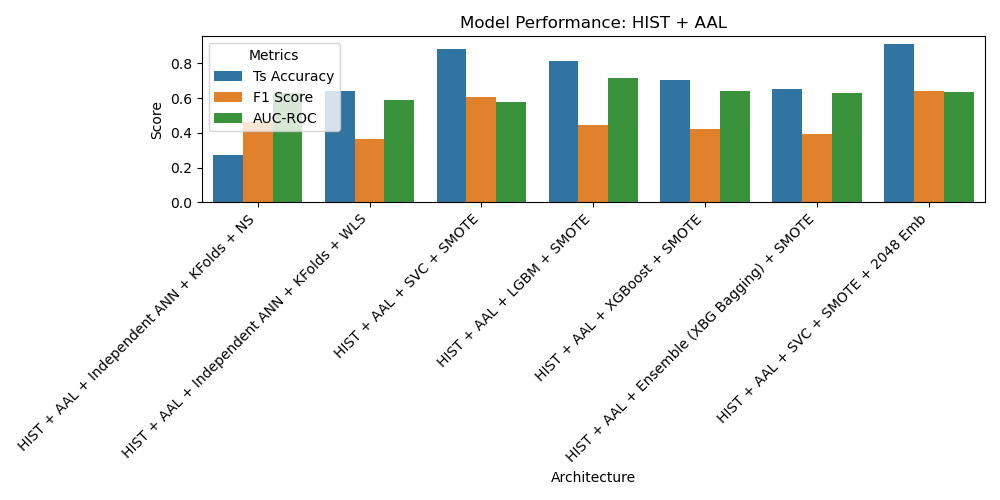 Model Performance: HIST + AAL
Metrics
Ts Accuracy
F1 Score
AUC-ROC
Score
0.8
0.6
0.4
0.2
0.0
HIST + AAL + Independent ANN + KFolds + NS
HIST + AAL + Independent ANN + KFolds + WLS
HIST + AAL + SVC + SMOTE
HIST + AAL + LGBM + SMOTE
HIST + AAL + XGBoost + SMOTE
HIST + AAL + Ensemble (XBG Bagging) + SMOTE
HIST + AAL + SVC + SMOTE + 2048 Emb
Architecture